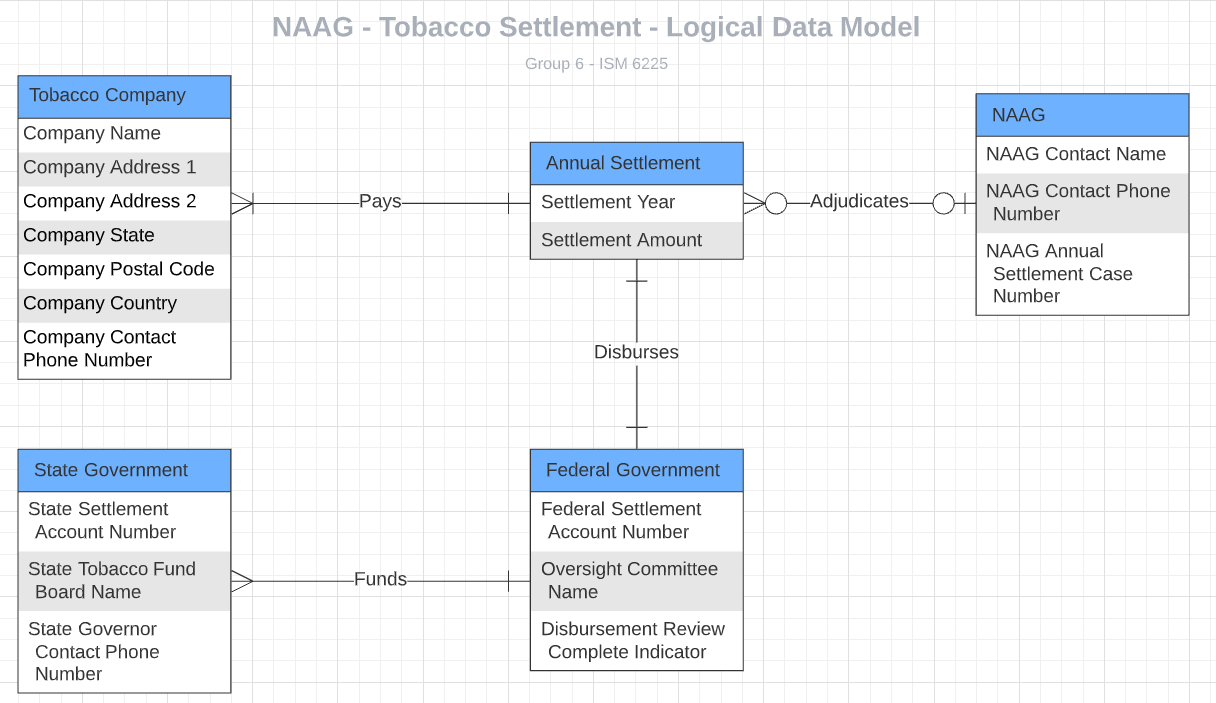 NAAG - Tobacco Settlement - Logical Data Model
Group 6 - ISM 6225
Tobacco Company
Company Name
Company Address 1
Company Address 2
Company State
Company Postal Code
Company Country
Company Contact
Phone Number
Pays
Annual Settlement
Settlement Year
Settlement Amount
Adjudicates
NAAG
NAAG Contact Name
NAAG Contact Phone
Number
NAAG Annual
Settlement Case
Number
Disburses
State Government
State Settlement
Account Number
State Tobacco Fund
Board Name
State Governor
Contact Phone
Number
Funds
Federal Government
Federal Settlement
Account Number
Oversight Committee
Name
Disbursement Review
Complete Indicator